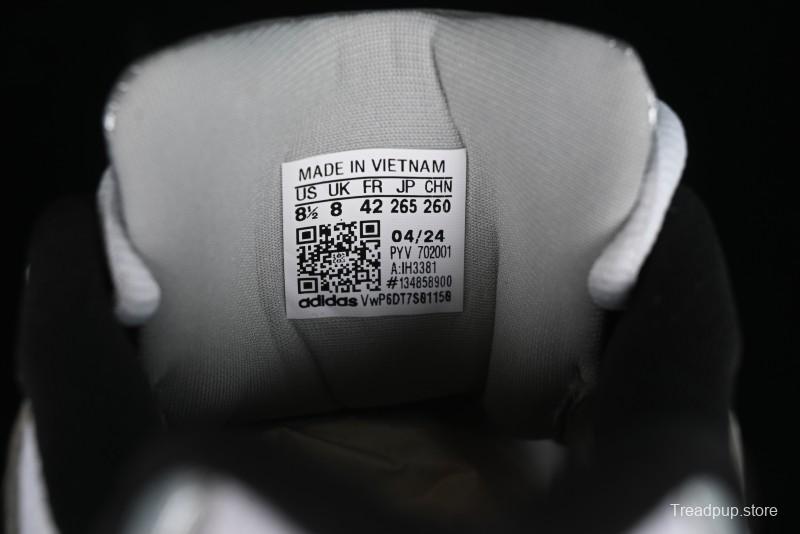 MADE IN VIETNAM
US UK FR JP CHN
8½ 8 42 265 260
04/24
PYV 702001
A:IH3381
#134858900
adidas VwP6DT7S01150
Treadpup.store